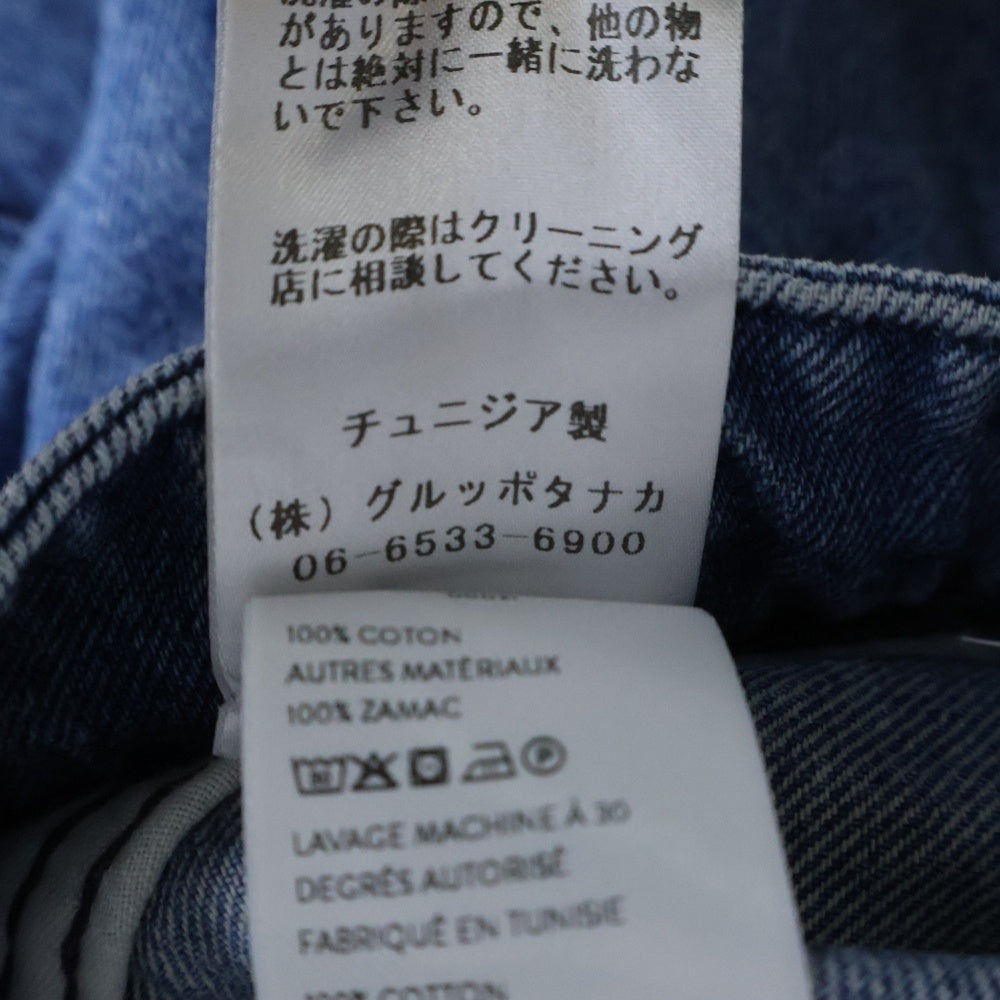 がありますので、他の物
とは絶対に一緒に洗わな
いで下さい。
洗濯の際はクリーニング
店に相談してください。
チュニジア製
（株）グルッポタナカ
06-6533-6900
100% COTON
AUTRES MATÉRIAUX
100% ZAMAC
LAVAGE MACHINE À 30
DEGRÉS AUTORISÉ
FABRIQUÉ EN TUNISIE
100% COTTON